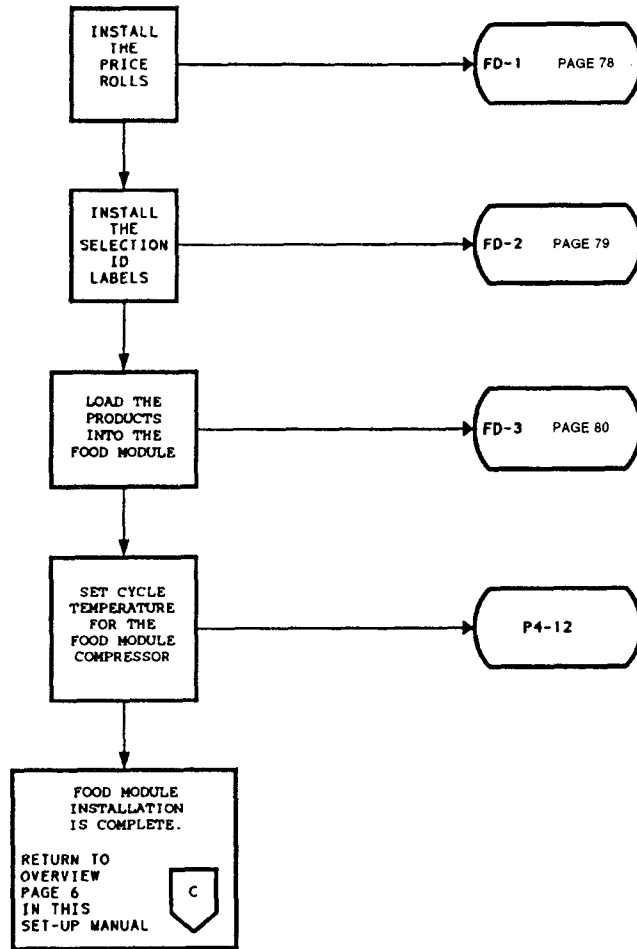 INSTALL
THE
PRICE
ROLLS
FD-1 PAGE 78
INSTALL
THE
SELECTION
ID
LABELS
FD-2 PAGE 79
LOAD THE
PRODUCTS
INTO THE
FOOD MODULE
FD-3 PAGE 80
SET CYCLE
TEMPERATURE
FOR THE
FOOD MODULE
COMPRESSOR
P4-12
FOOD MODULE
INSTALLATION
IS COMPLETE.
RETURN TO
OVERVIEW
PAGE 6
IN THIS
SET-UP MANUAL
C